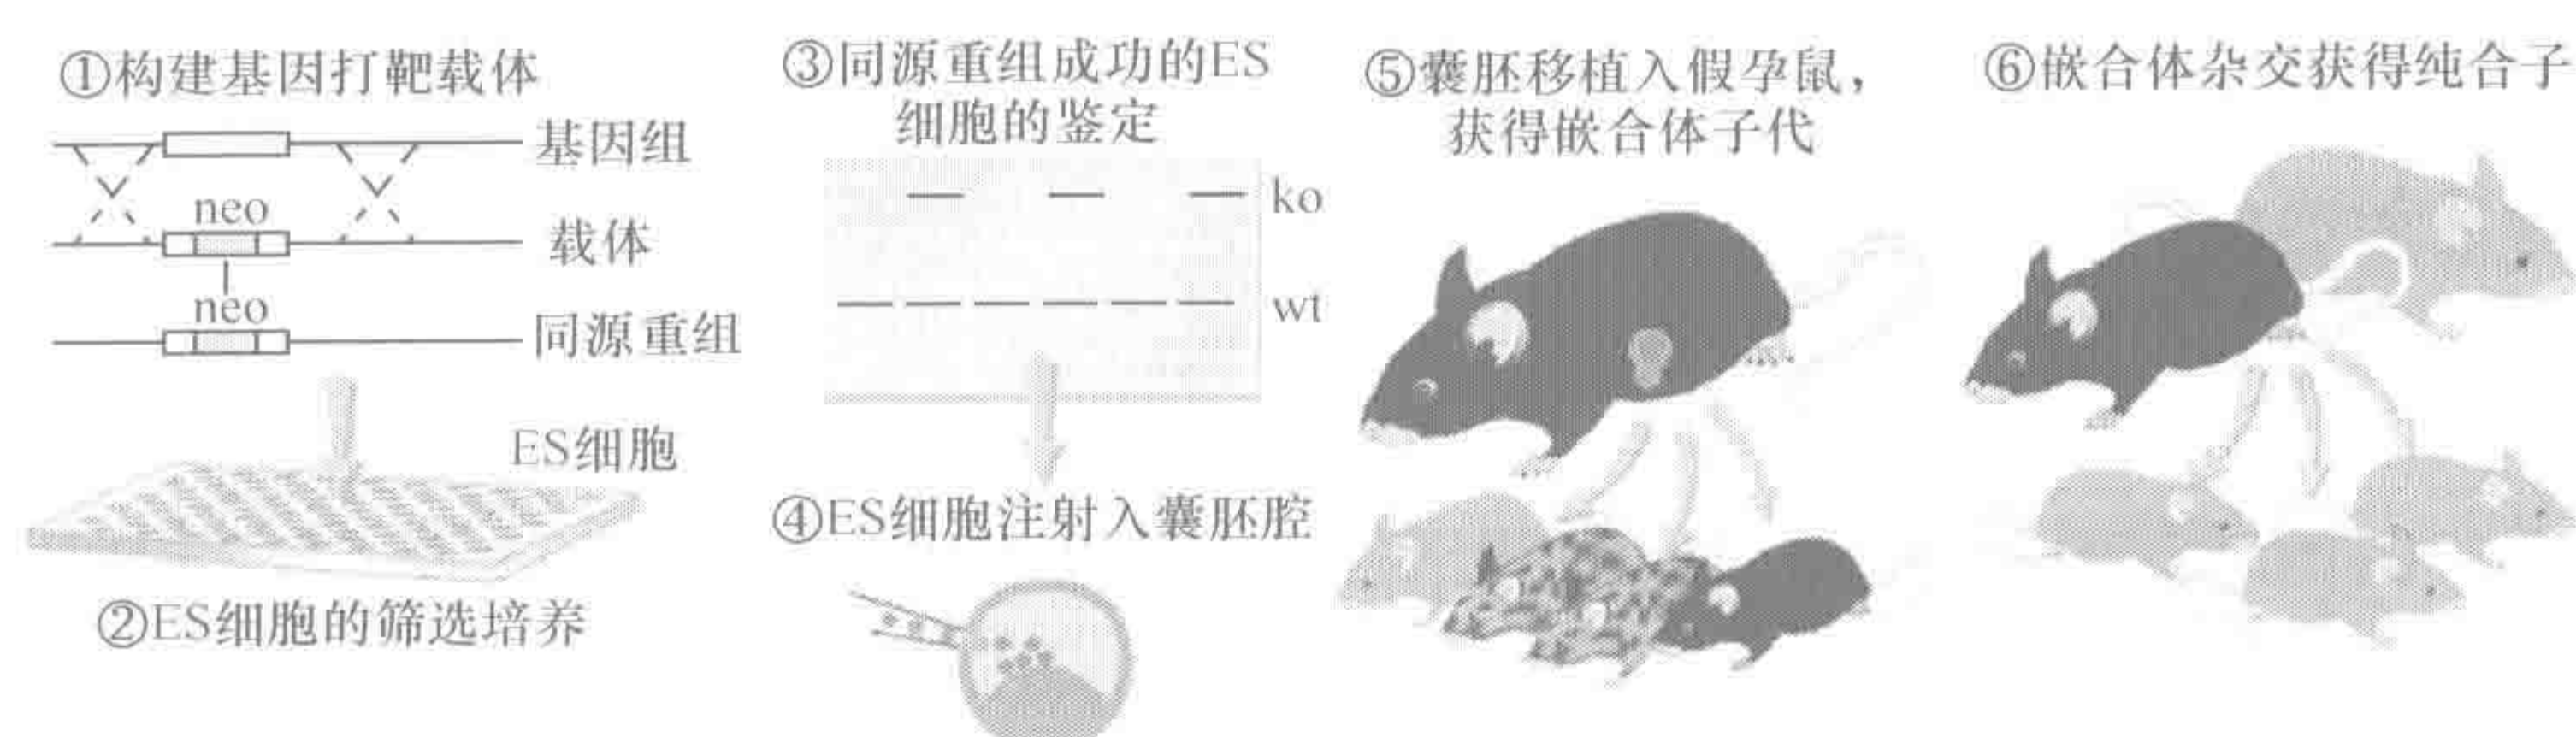 ①构建基因打靶载体
基因组
neo
载体
neo
同源重组
ES细胞
②ES细胞的筛选培养
③同源重组成功的ES
细胞的鉴定
ko
wt
④ES细胞注射入囊胚腔
⑤囊胚移植入假孕鼠，
获得嵌合体子代
⑥嵌合体杂交获得纯合子